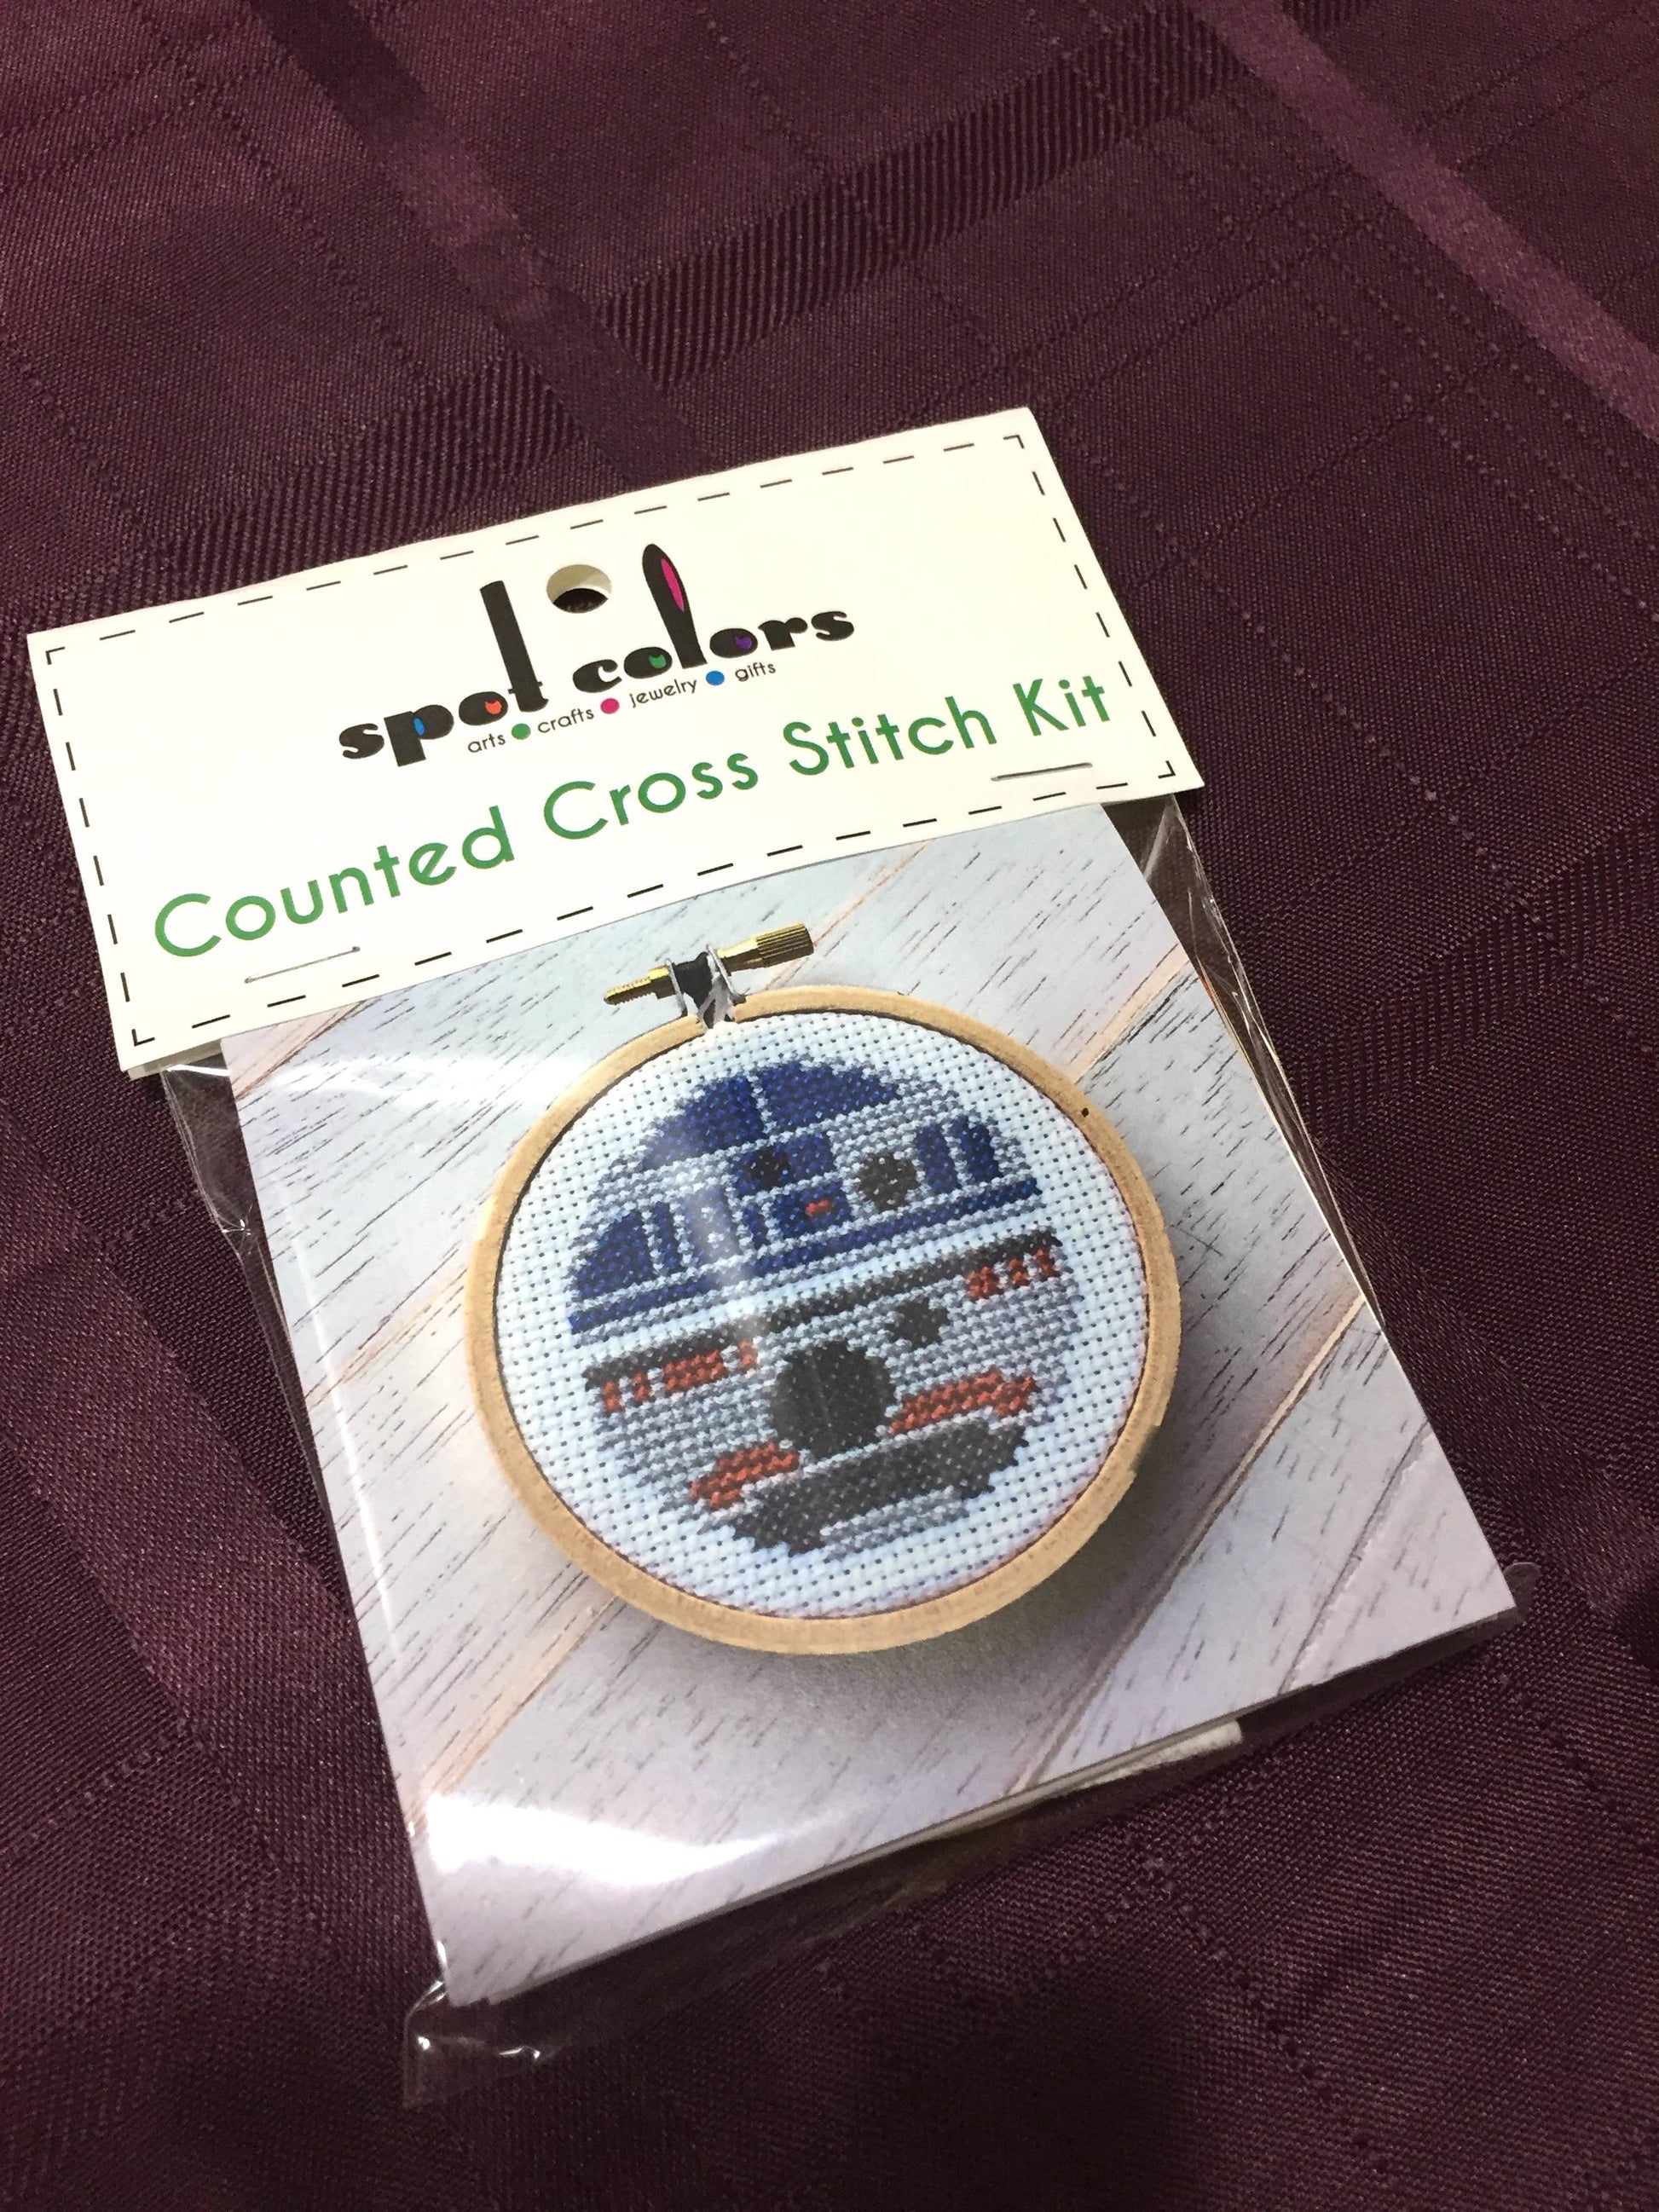 spot colors
arts crafts jewelry gifts
Counted Cross Stitch Kit